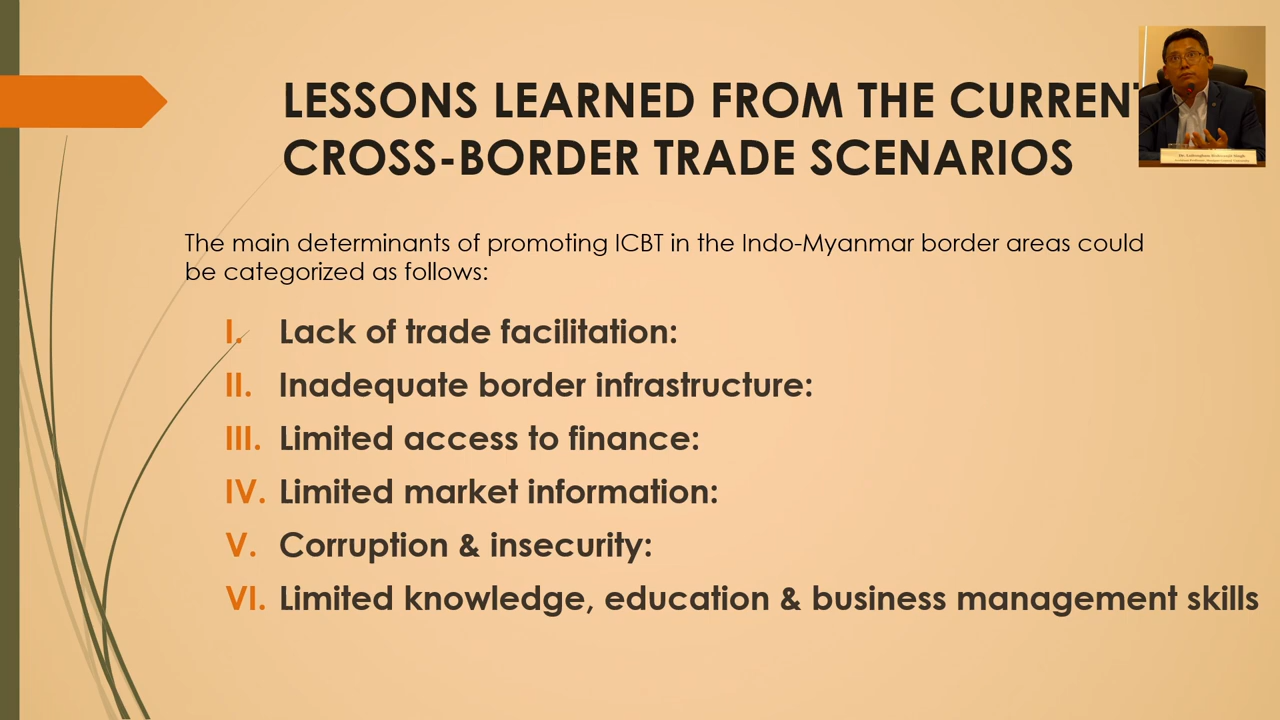 LESSONS LEARNED FROM THE CURRENT
CROSS-BORDER TRADE SCENARIOS
The main determinants of promoting ICBT in the Indo-Myanmar border areas could
be categorized as follows:
I. Lack of trade facilitation:
II. Inadequate border infrastructure:
III. Limited access to finance:
IV. Limited market information:
V. Corruption & insecurity:
VI. Limited knowledge, education & business management skills